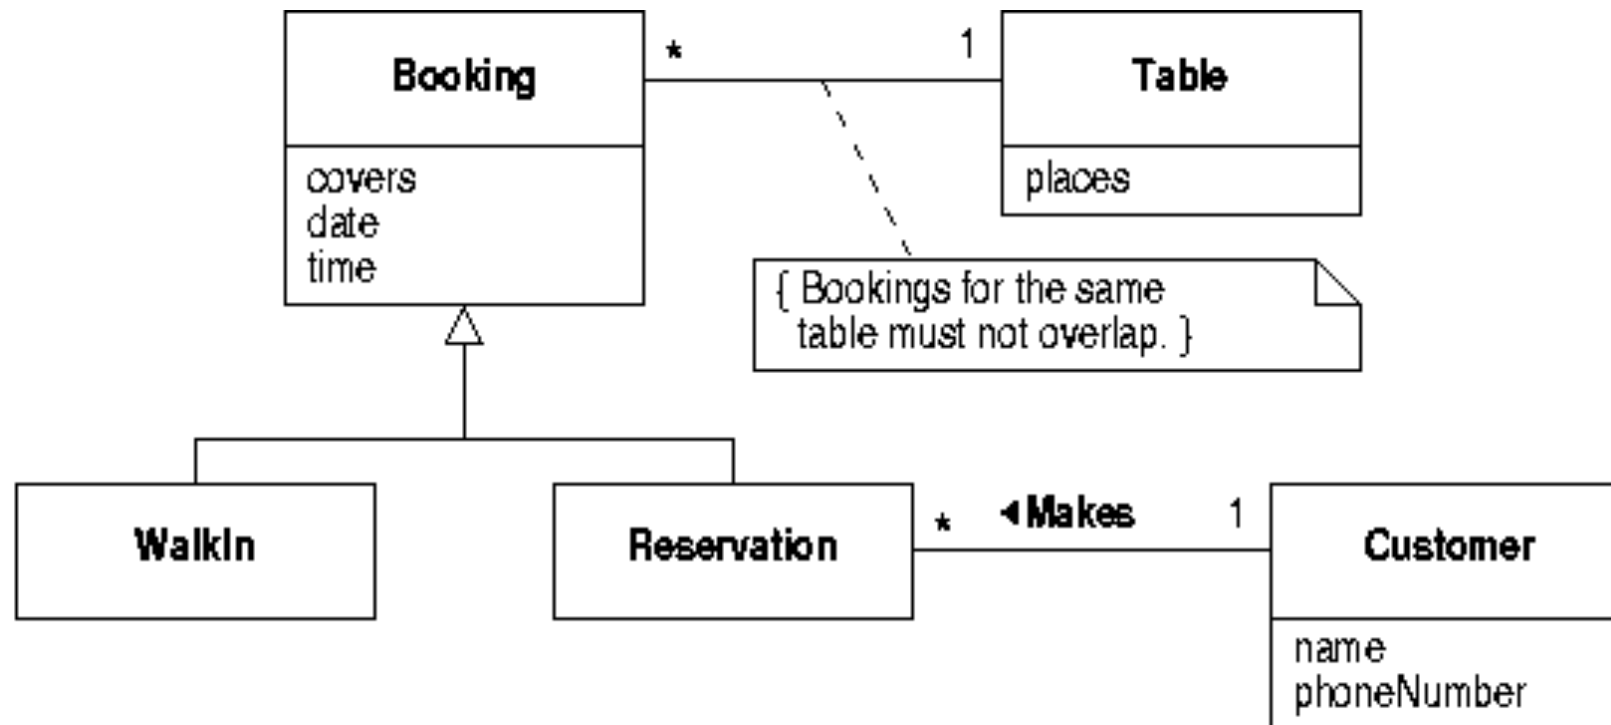 Booking
covers
date
time
* 1
Table
places
{ Bookings for the same
table must not overlap. }
WalkIn
Reservation
* ◄Makes 1
Customer
name
phoneNumber